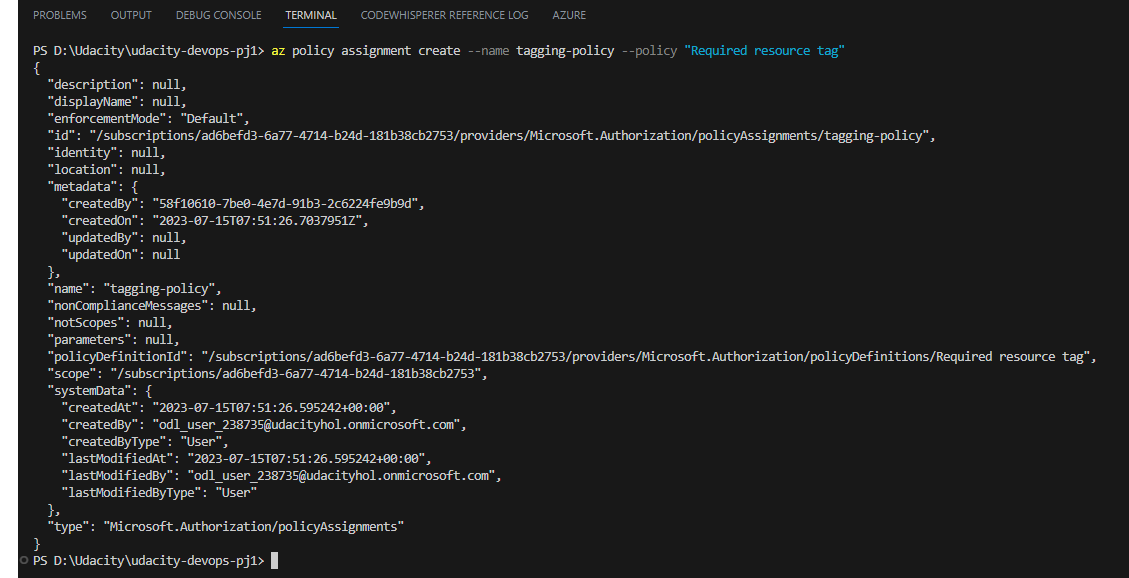 PROBLEMS OUTPUT DEBUG CONSOLE TERMINAL CODEWHISPERER REFERENCE LOG AZURE
PS D:\Udacity\udacity-devops-pj1> az policy assignment create --name tagging-policy --policy "Required resource tag"
{
  "description": null,
  "displayName": null,
  "enforcementMode": "Default",
  "id": "/subscriptions/ad6befd3-6a77-4714-b24d-181b38cb2753/providers/Microsoft.Authorization/policyAssignments/tagging-policy",
  "identity": null,
  "location": null,
  "metadata": {
    "createdBy": "58f10610-7be0-4e7d-91b3-2c6224fe9b9d",
    "createdOn": "2023-07-15T07:51:26.7037951Z",
    "updatedBy": null,
    "updatedOn": null
  },
  "name": "tagging-policy",
  "nonComplianceMessages": null,
  "notScopes": null,
  "parameters": null,
  "policyDefinitionId": "/subscriptions/ad6befd3-6a77-4714-b24d-181b38cb2753/providers/Microsoft.Authorization/policyDefinitions/Required resource tag",
  "scope": "/subscriptions/ad6befd3-6a77-4714-b24d-181b38cb2753",
  "systemData": {
    "createdAt": "2023-07-15T07:51:26.595242+00:00",
    "createdBy": "odl_user_238735@udacityhol.onmicrosoft.com",
    "createdByType": "User",
    "lastModifiedAt": "2023-07-15T07:51:26.595242+00:00",
    "lastModifiedBy": "odl_user_238735@udacityhol.onmicrosoft.com",
    "lastModifiedByType": "User"
  },
  "type": "Microsoft.Authorization/policyAssignments"
}
PS D:\Udacity\udacity-devops-pj1>